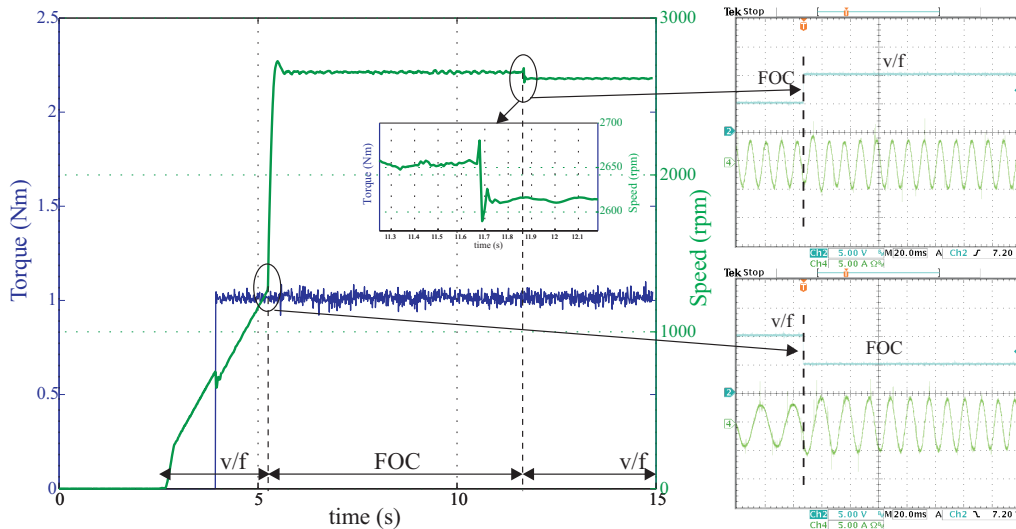 2.5
2
1.5
1
0.5
0
Torque (Nm)
3000
2000
1000
0
Speed (rpm)
0
5
10
15
time (s)
v/f
FOC
v/f
2700
2650
2600
Torque (Nm)
Speed (rpm)
11.3 11.4 11.5 11.6 11.7 11.8 11.9 12 12.1
time (s)
Tek Stop
T
FOC
v/f
2
4
Ch2 5.00 V % M 20.0ms A Ch2 7.20
Ch4 5.00 A Ω%
Tek Stop
T
v/f
FOC
2
4
Ch2 5.00 V % M 20.0ms A Ch2 7.20
Ch4 5.00 A Ω%